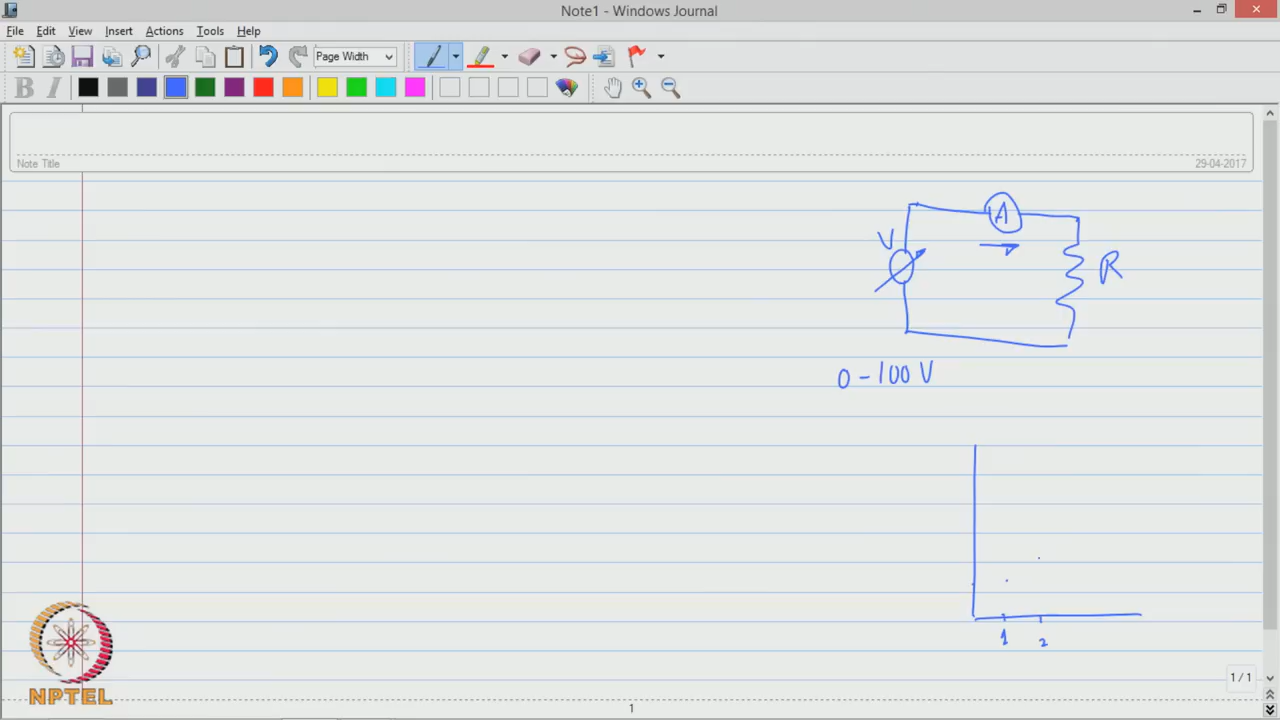 Note1 - Windows Journal
File Edit View Insert Actions Tools Help
Page Width
B I
Note Title
29-04-2017
A
V
R
0-100 V
1 2
NPTEL
1 / 1
1